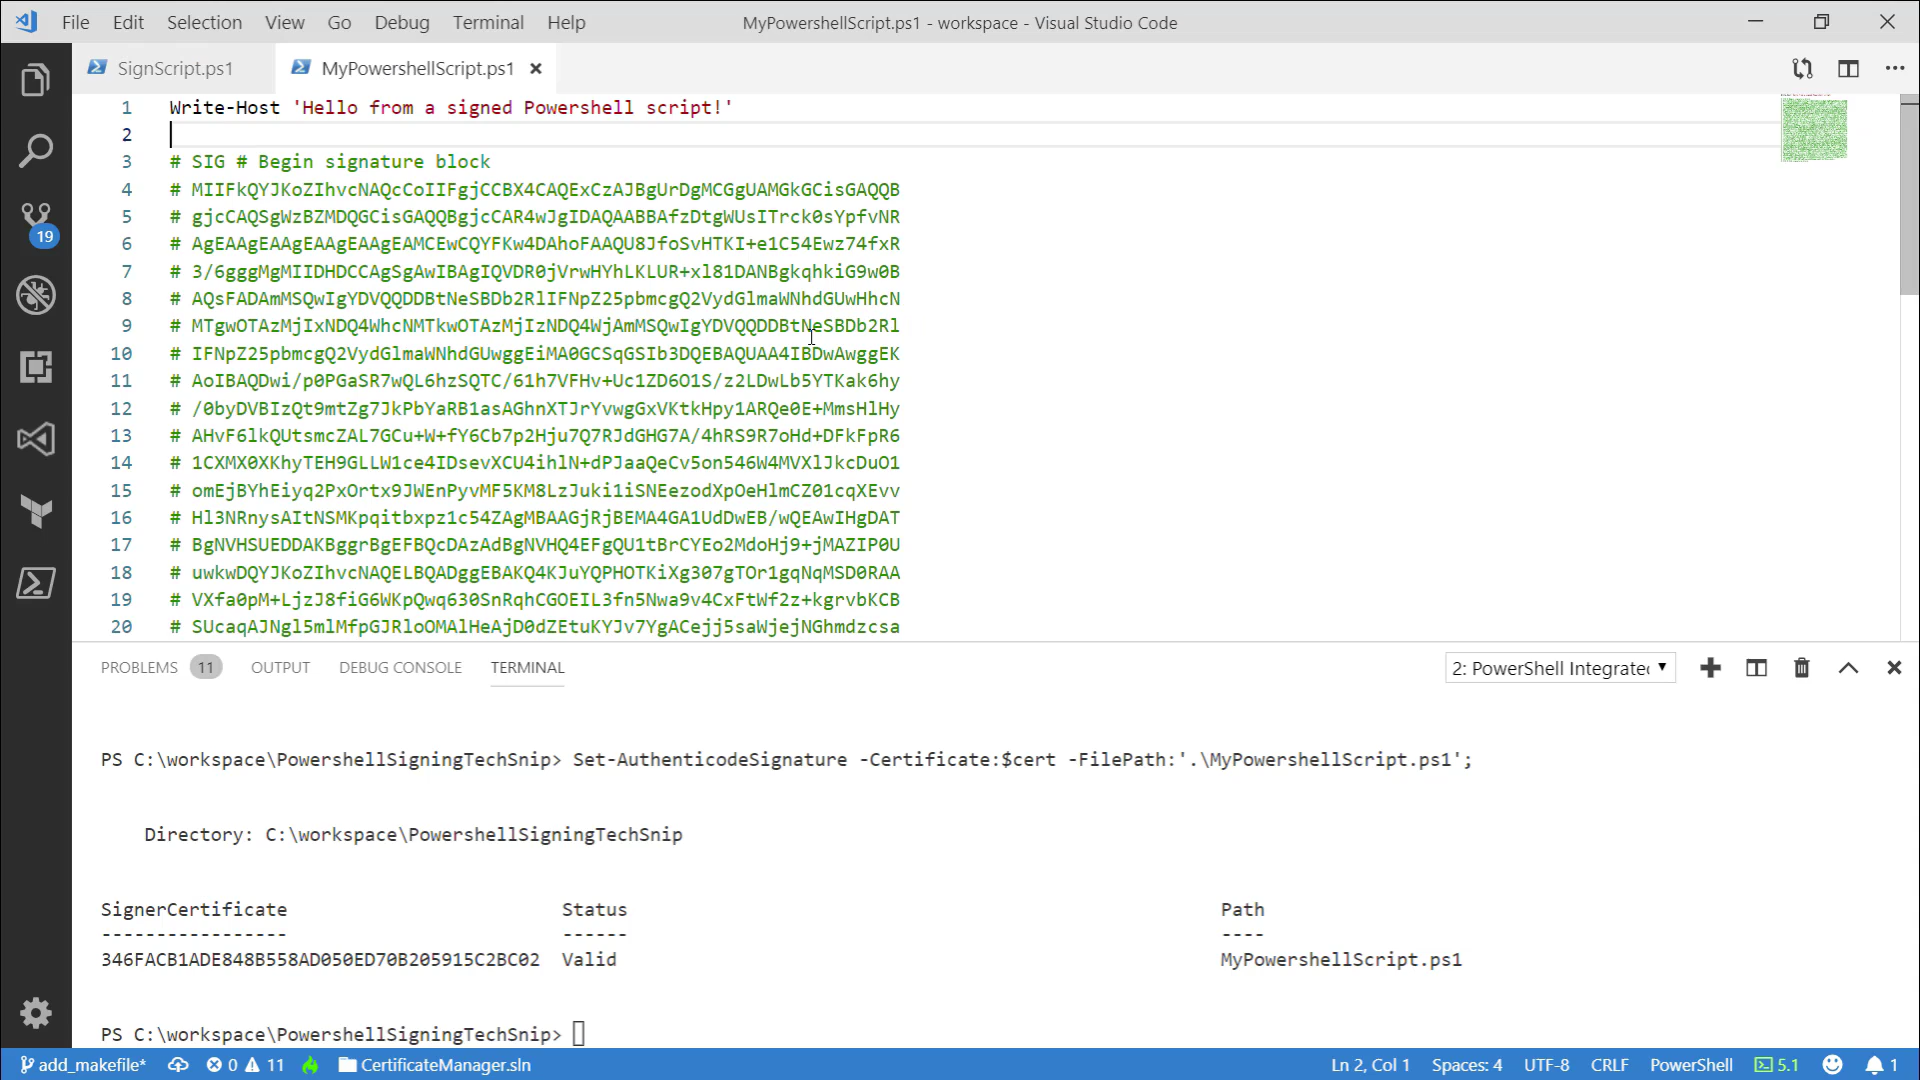 File Edit Selection View Go Debug Terminal Help MyPowershellScript.ps1 - workspace - Visual Studio Code
SignScript.ps1 MyPowershellScript.ps1
1 Write-Host 'Hello from a signed Powershell script!'
2
3 # SIG # Begin signature block
4 # MIIFkQYJKoZIhvcNAQcCoIIFgjCCBX4CAQExCzAJBgUrDgMCGgUAMGkGCisGAQQB
5 # gjcCAQSgWzBZMDQGCisGAQQBgjcCAR4wJgIDAQAABBAfzDtgWUsITrck0sYpfvNR
6 # AgEAAgEAAgEAAgEAAgEAMCEwCQYFKw4DAhoFAAQU8JfoSvHTKI+e1C54Ewz74fxR
7 # 3/6gggMgMIIDHDCCAgSgAwIBAgIQVDR0jVrwHYhLKLUR+xl81DANBgkqhkiG9w0B
8 # AQsFADAmMSQwIgYDVQQDDBtNeSBDb2RlIFNpZ25pbmcgQ2VydGlmaWNhdGUwHhcN
9 # MTgwOTAzMjIxNDQ4WhcNMTkwOTAzMjIzNDQ4WjAmMSQwIgYDVQQDDBtNeSBDb2Rl
10 # IFNpZ25pbmcgQ2VydGlmaWNhdGUwggEiMA0GCSqGSIb3DQEBAQUAA4IBDwAwggEK
11 # AoIBAQDwi/p0PGaSR7wQL6hzSQTC/61h7VFHv+Uc1ZD6O1S/z2LDwLb5YTKak6hy
12 # /0byDVBIzQt9mtZg7JkPbYaRB1asAGhnXTJrYvwgGxVKtkHpy1ARQe0E+MmsHlHy
13 # AHvF6lkQUtsmcZAL7GCu+W+fY6Cb7p2Hju7Q7RJdGHG7A/4hRS9R7oHd+DFkFpR6
14 # 1CXMX0XKhyTEH9GLLW1ce4IDsevXCU4ihlN+dPJaaQeCv5on546W4MVXlJkcDuO1
15 # omEjBYhEiyq2PxOrtx9JWEnPyvMF5KM8LzJuki1iSNEezodXpOeHlmCZ01cqXEvv
16 # Hl3NRnysAItNSMKpqitbxpz1c54ZAgMBAAGjRjBEMA4GA1UdDwEB/wQEAwIHgDAT
17 # BgNVHSUEDDAKBggrBgEFBQcDAzAdBgNVHQ4EFgQU1tBrCYEo2MdoHj9+jMAZIP0U
18 # uwkwDQYJKoZIhvcNAQELBQADggEBAKQ4KJuYQPHOTKiXg307gTOr1gqNqMSD0RAA
19 # VXfa0pM+LjzJ8fiG6WKpQwq630SnRqhCGOEIL3fn5Nwa9v4CxFtWf2z+kgrvbKCB
20 # SUcaqAJNgl5mlMfpGJRloOMAlHeAjD0dZEtuKYJv7YgACejj5saWjejNGhmdzcsa
19
PROBLEMS 11 OUTPUT DEBUG CONSOLE TERMINAL 2: PowerShell Integrated
PS C:\workspace\PowershellSigningTechSnip> Set-AuthenticodeSignature -Certificate:$cert -FilePath:'.\MyPowershellScript.ps1';
Directory: C:\workspace\PowershellSigningTechSnip
SignerCertificate Status Path
----------------- ------ ----
346FACB1ADE848B558AD050ED70B205915C2BC02 Valid MyPowershellScript.ps1
PS C:\workspace\PowershellSigningTechSnip>
add_makefile* 0 11 CertificateManager.sln Ln 2, Col 1 Spaces: 4 UTF-8 CRLF PowerShell 5.1 1